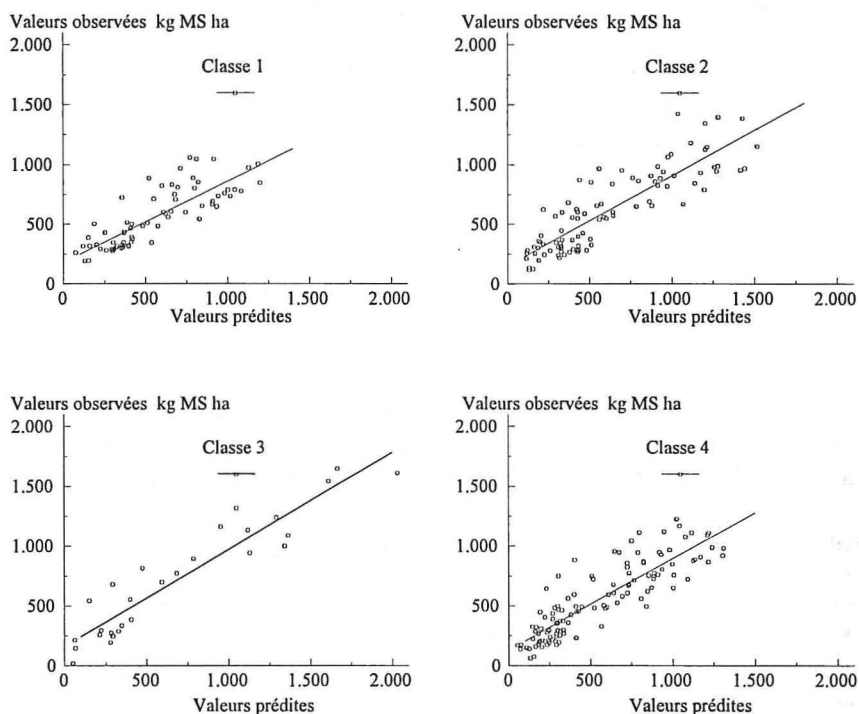 Valeurs observées kg MS ha
2.000
Classe 1
1.500
1.000
500
0
0 500 1.000 1.500 2.000
Valeurs prédites
Valeurs observées kg MS ha
2.000
Classe 2
1.500
1.000
500
0
0 500 1.000 1.500 2.000
Valeurs prédites
Valeurs observées kg MS ha
2.000
Classe 3
1.500
1.000
500
0
0 500 1.000 1.500 2.000
Valeurs prédites
Valeurs observées kg MS ha
2.000
Classe 4
1.500
1.000
500
0
0 500 1.000 1.500 2.000
Valeurs prédites